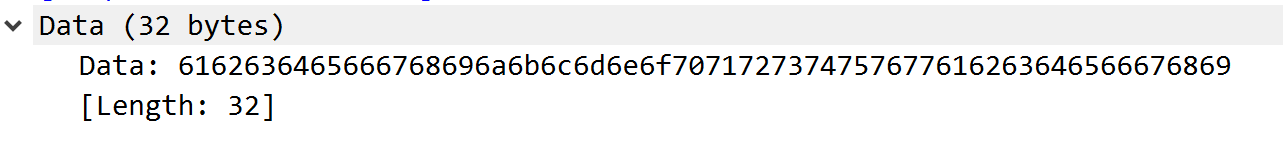 Data (32 bytes)
Data: 6162636465666768696a6b6c6d6e6f7071727374757677616263646566676869
[Length: 32]